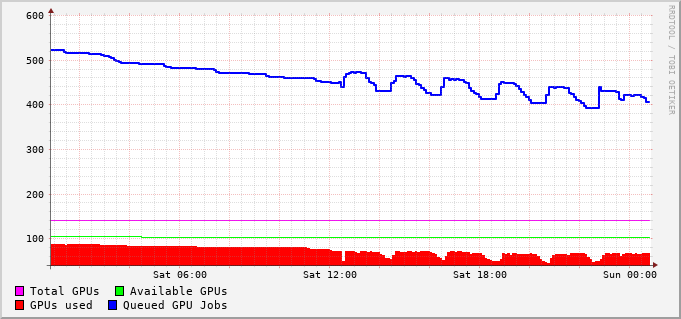 600
500
400
300
200
100
Sat 06:00 Sat 12:00 Sat 18:00 Sun 00:00
Total GPUs Available GPUs
GPUs used Queued GPU Jobs
RRDTOOL / TOBI OETIKER